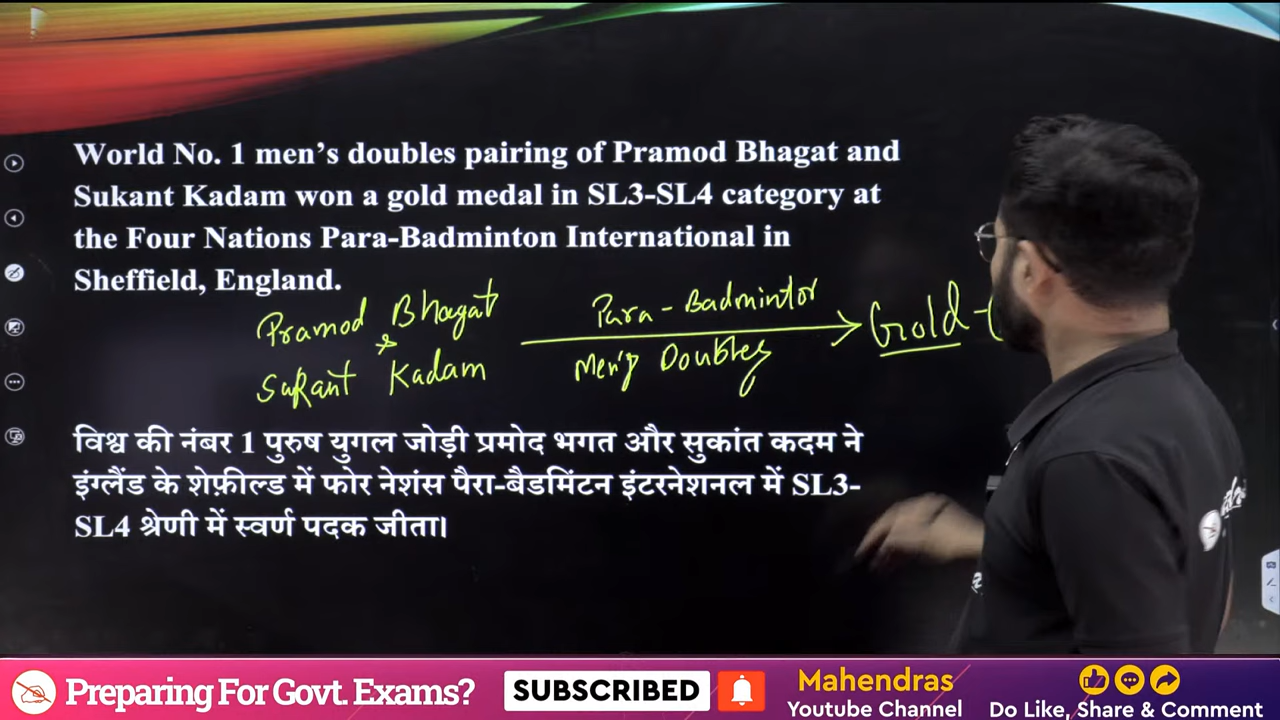 World No. 1 men’s doubles pairing of Pramod Bhagat and
Sukant Kadam won a gold medal in SL3-SL4 category at
the Four Nations Para-Badminton International in
Sheffield, England.
Pramod Bhagat
&
Sukant Kadam
Para-Badminton
Men's Doubles
Gold
विश्व की नंबर 1 पुरुष युगल जोड़ी प्रमोद भगत और सुकांत कदम ने
इंग्लैंड के शेफ़ील्ड में फोर नेशंस पैरा-बैडमिंटन इंटरनेशनल में SL3-
SL4 श्रेणी में स्वर्ण पदक जीता।
Preparing For Govt. Exams?
SUBSCRIBED
Mahendras
Youtube Channel
Do Like, Share & Comment